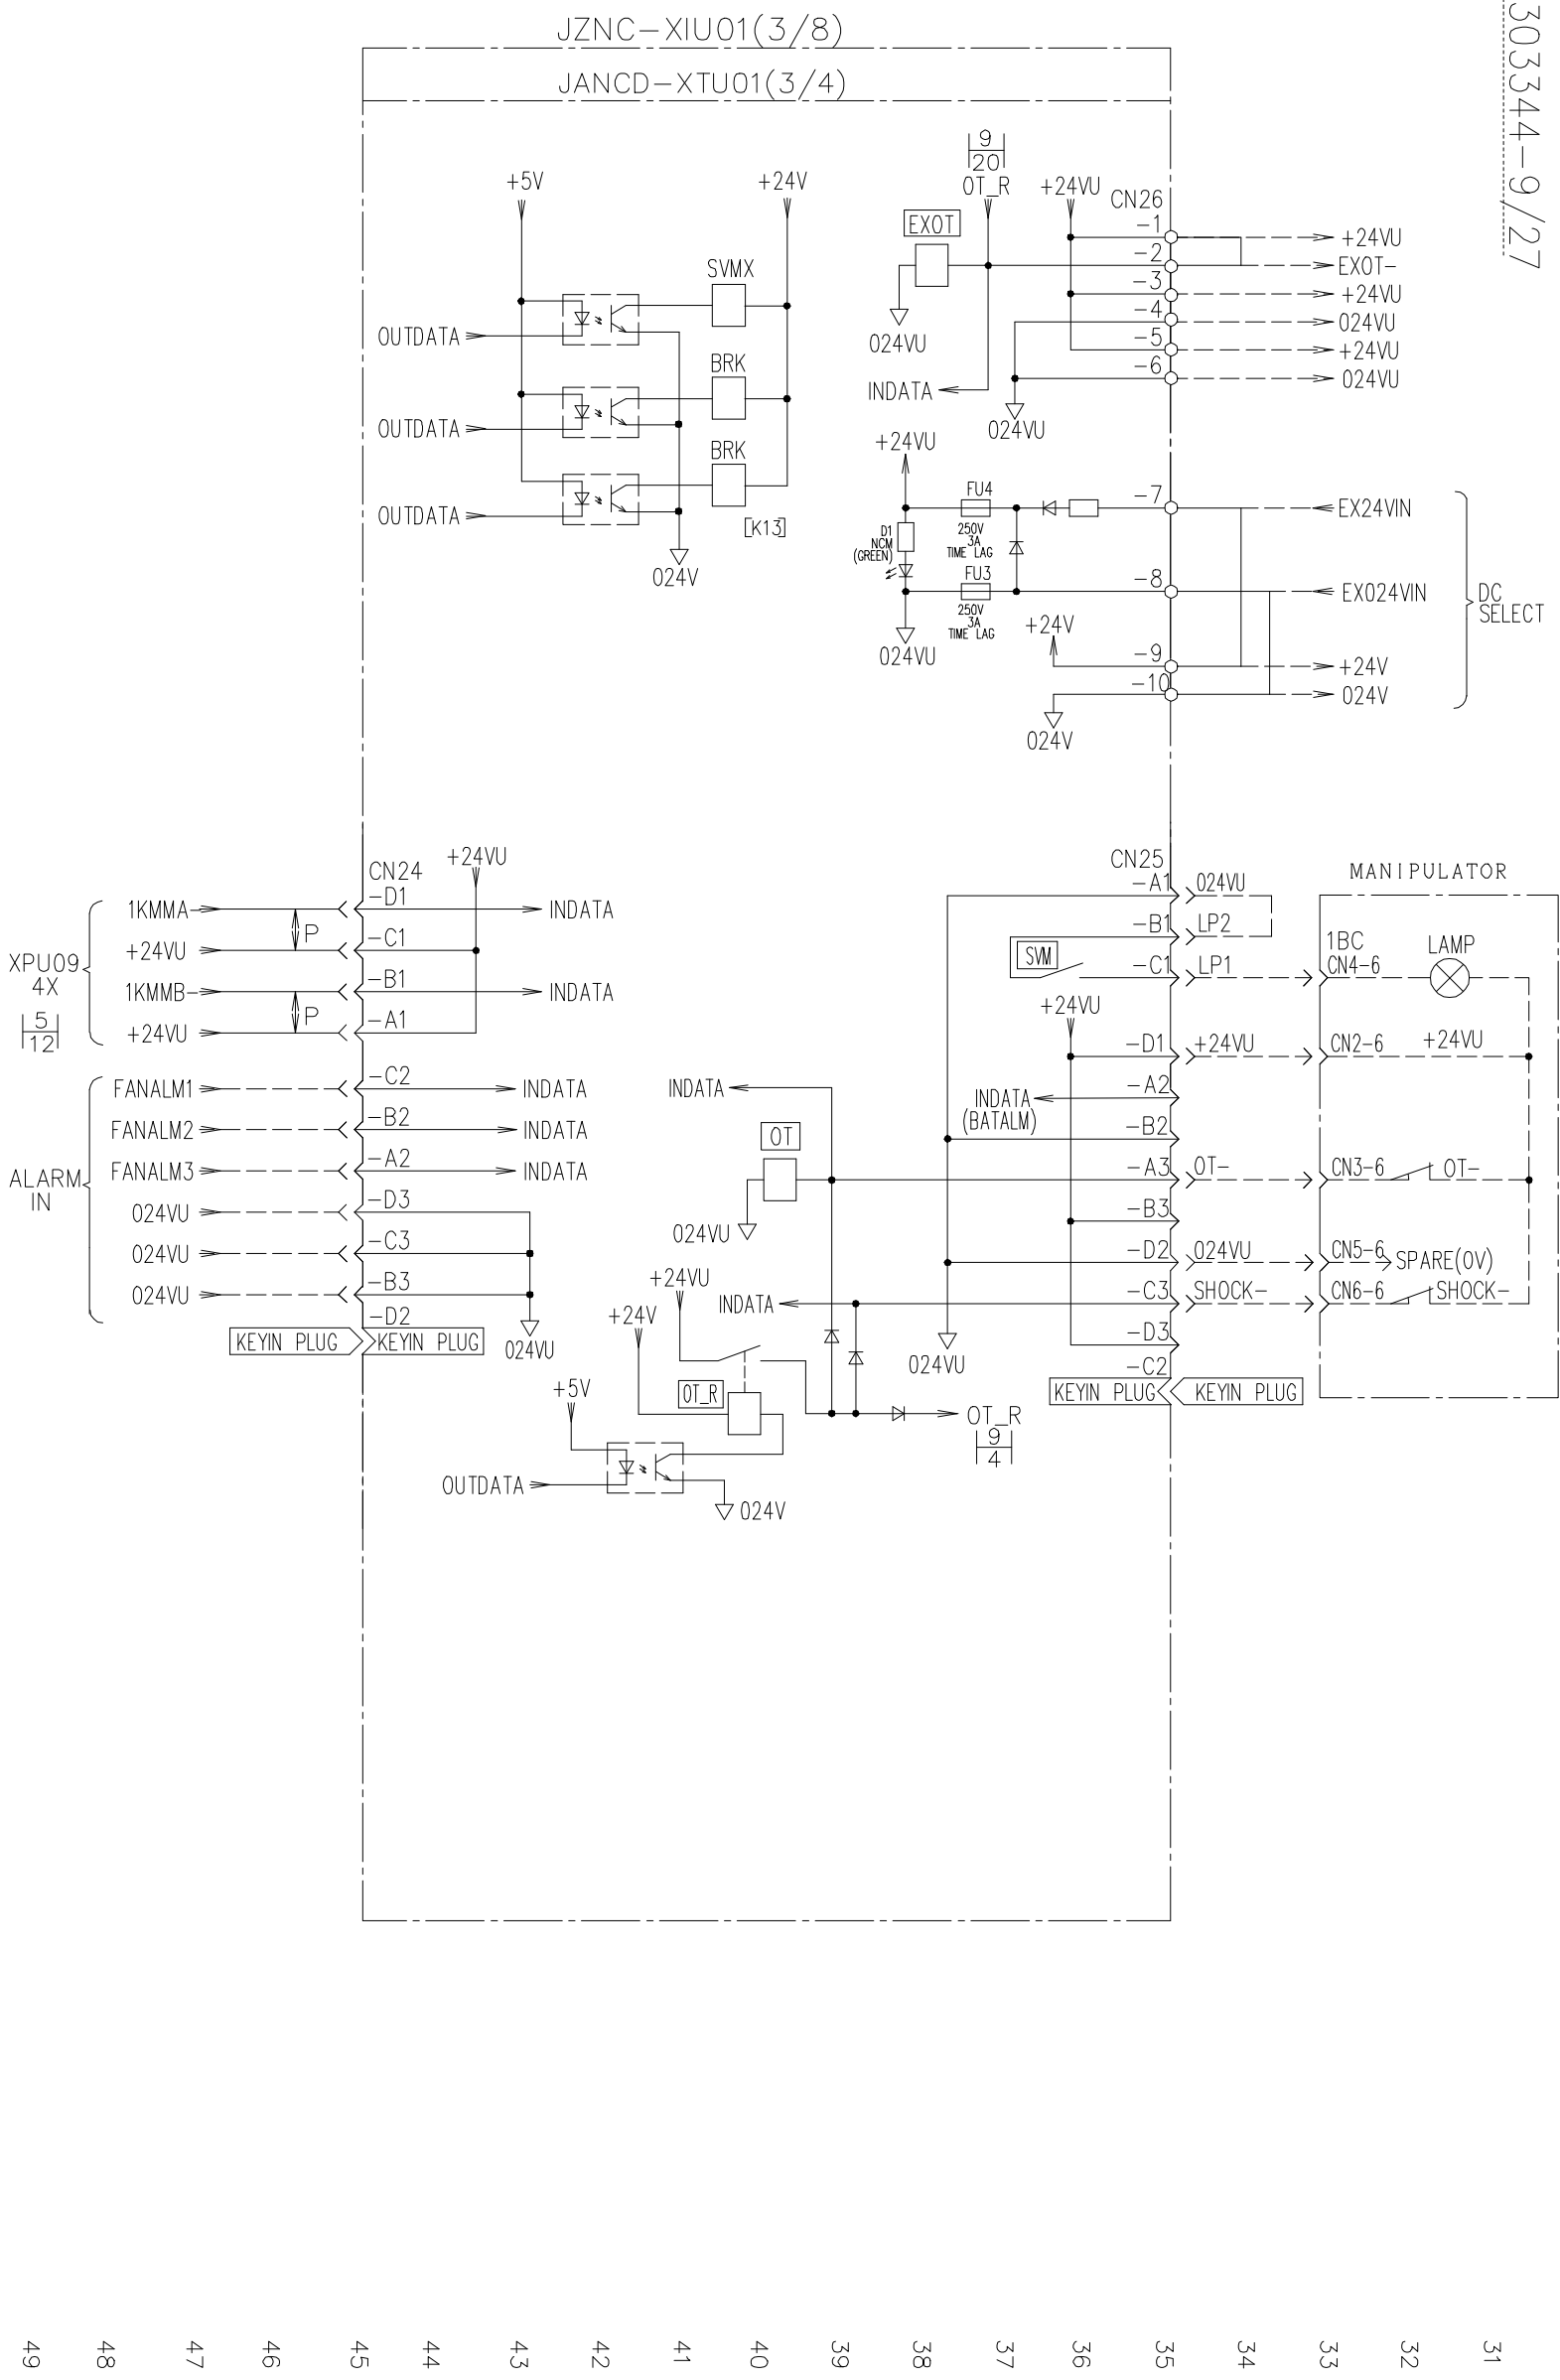 303344-9/27
JZNC-XIU01(3/8)
JANCD-XTU01(3/4)
+5V
+24V
SVMX
OUTDATA
BRK
OUTDATA
BRK
OUTDATA
[K13]
024V
9
20
OT_R
+24VU
CN26
EXOT
-1
-2
-3
-4
-5
-6
+24VU
EXOT-
+24VU
024VU
+24VU
024VU
024VU
INDATA
024VU
+24VU
FU4
250V
3A
TIME LAG
D1
NCM
(GREEN)
FU3
250V
3A
TIME LAG
024VU
-7
-8
-9
-10
+24V
024V
EX24VIN
EX024VIN
+24V
024V
DC
SELECT
CN24
+24VU
XPU09
4X
5
12
1KMMA-
+24VU
1KMMB-
+24VU
P
P
-D1
-C1
-B1
-A1
INDATA
INDATA
ALARM
IN
FANALM1
FANALM2
FANALM3
024VU
024VU
024VU
-C2
-B2
-A2
-D3
-C3
-B3
-D2
INDATA
INDATA
INDATA
024VU
KEYIN PLUG
KEYIN PLUG
CN25
-A1
-B1
-C1
-D1
-A2
-B2
-A3
-B3
-D2
-C3
-D3
-C2
024VU
LP2
LP1
+24VU
OT-
024VU
SHOCK-
SVM
+24VU
INDATA
(BATALM)
INDATA
OT
024VU
INDATA
024VU
+24VU
+24V
OT_R
+5V
OUTDATA
024V
OT_R
9
4
KEYIN PLUG
KEYIN PLUG
MANIPULATOR
1BC
CN4-6
LAMP
CN2-6
+24VU
CN3-6
OT-
CN5-6
SPARE(0V)
CN6-6
SHOCK-
49
48
47
46
45
44
43
42
41
40
39
38
37
36
35
34
33
32
31